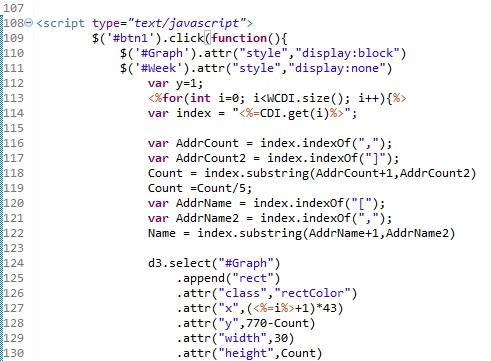 107
108 <script type="text/javascript">
109 $('#btn1').click(function(){
110 $('#Graph').attr("style","display:block")
111 $('#Week').attr("style","display:none")
112 var y=1;
113 <%for(int i=0; i<WCDI.size(); i++){%>
114 var index = "<%=CDI.get(i)%>";
115
116 var AddrCount = index.indexOf(",");
117 var AddrCount2 = index.indexOf("]");
118 Count = index.substring(AddrCount+1,AddrCount2)
119 Count =Count/5;
120 var AddrName = index.indexOf("[");
121 var AddrName2 = index.indexOf(",");
122 Name = index.substring(AddrName+1,AddrName2)
123
124 d3.select("#Graph")
125 .append("rect")
126 .attr("class","rectColor")
127 .attr("x",(<%=i%>+1)*43)
128 .attr("y",770-Count)
129 .attr("width",30)
130 .attr("height",Count)